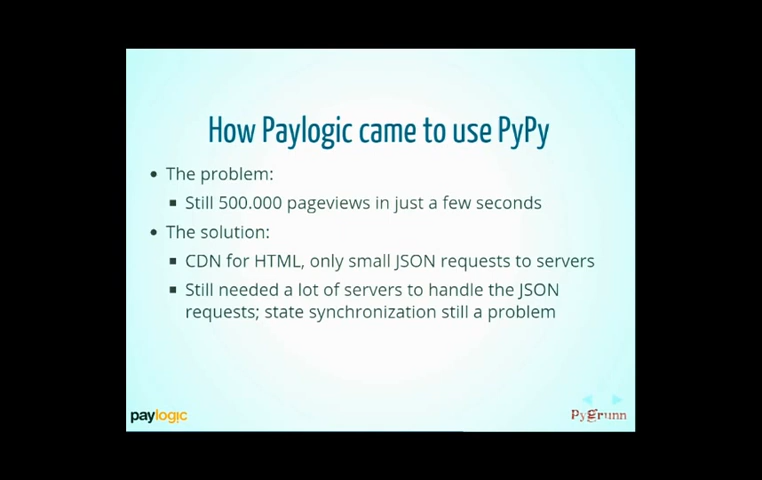 How Paylogic came to use PyPy
• The problem:
▪ Still 500.000 pageviews in just a few seconds
• The solution:
▪ CDN for HTML, only small JSON requests to servers
▪ Still needed a lot of servers to handle the JSON
requests; state synchronization still a problem
paylogic
Pygrunn